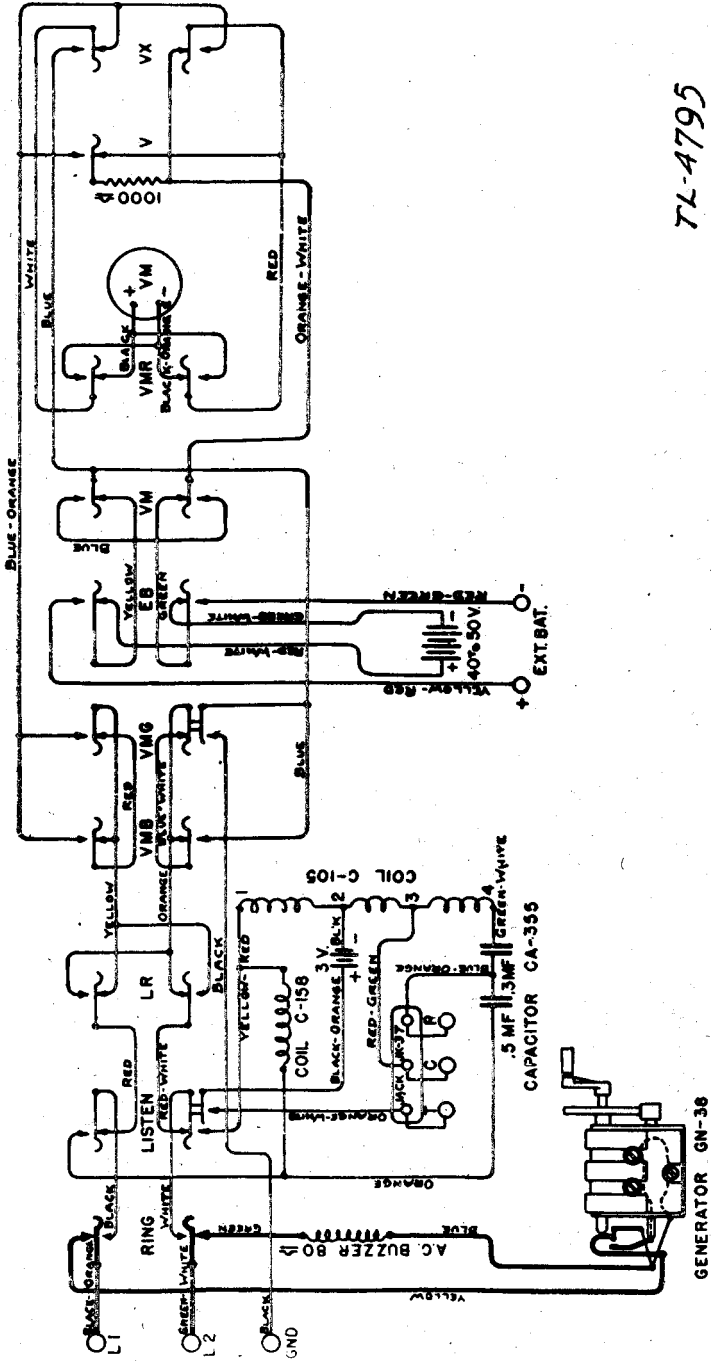 BLACK-ORANGE
L1
GREEN-WHITE
L2
BLACK
GND
RING
BLACK
WHITE
GREEN
A.C. BUZZER 80
BLUE
YELLOW
GENERATOR GN-38
LISTEN
RED
RED-WHITE
ORANGE-WHITE
ORANGE
LR
YELLOW
ORANGE
BLACK
YELLOW-RED
COIL C-158
BLACK-ORANGE
3 V.
+
-
BL'K
RED-GREEN
JACK JK-37
C
R
COIL C-105
1
2
3
4
BLUE-ORANGE
GREEN-WHITE
.5 MF
.3MF
CAPACITOR CA-355
VMB
VMG
RED
BLUE-WHITE
BLUE
BLUE-ORANGE
EB
YELLOW
GREEN
GREEN-WHITE
RED-WHITE
RED-GREEN
YELLOW-RED
+
-
40 TO 50 V.
+
-
EXT. BAT.
VM
BLUE
VMR
BLACK
BLACK-ORANGE
+
VM
-
WHITE
BLUE
RED
ORANGE-WHITE
1000
V
VX
TL-4795